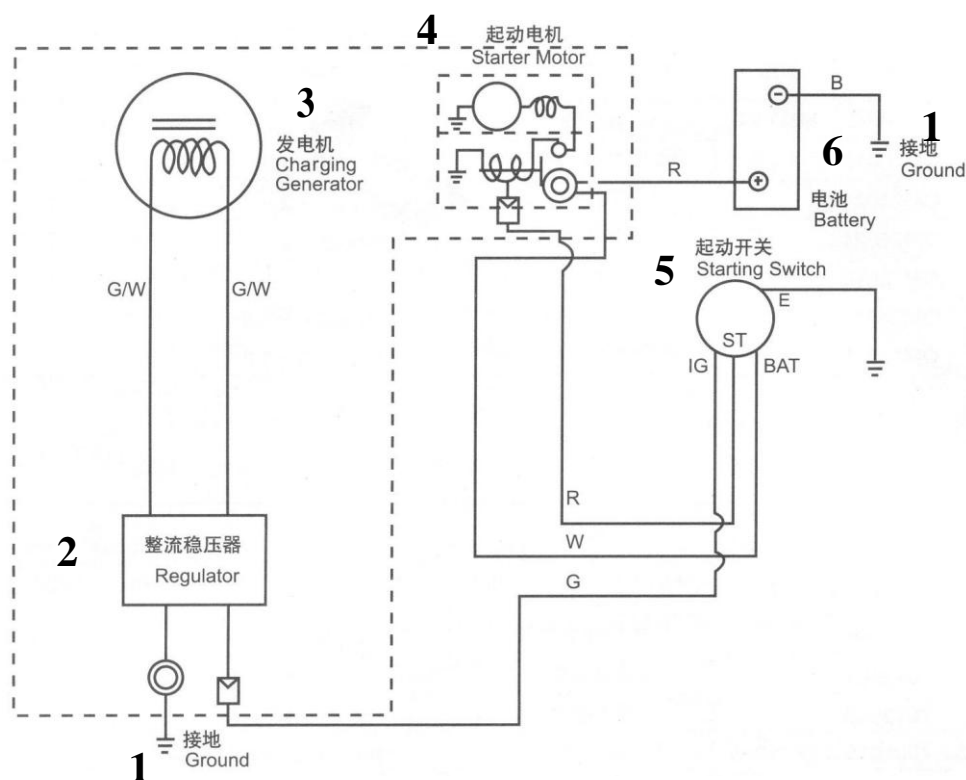 4
起动电机
Starter Motor
3
发电机
Charging
Generator
B
1
接地
Ground
6
R
电池
Battery
5
起动开关
Starting Switch
E
ST
IG
BAT
G/W
G/W
R
W
G
2
整流稳压器
Regulator
1
接地
Ground